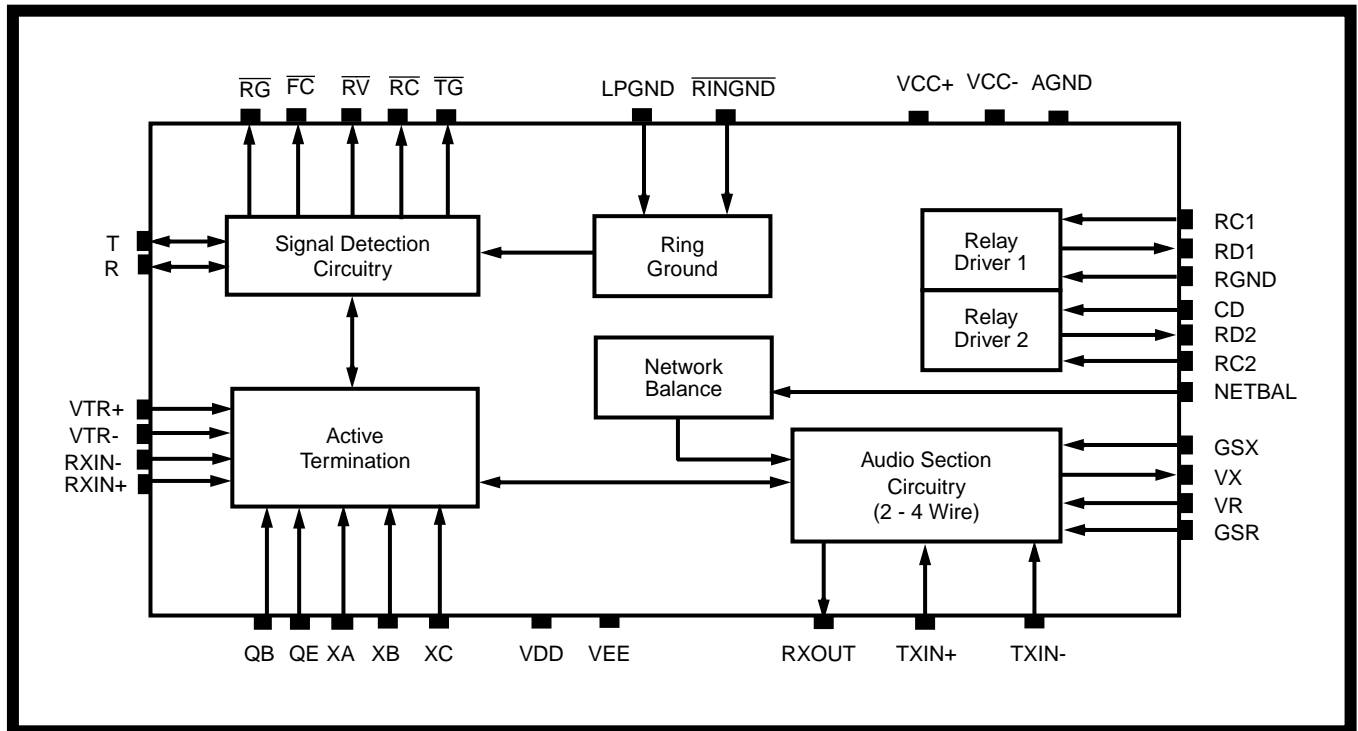 RG FC RV RC TG LPGND RINGND VCC+ VCC- AGND
T
R
Signal Detection
Circuitry
Ring
Ground
Relay
Driver 1
Relay
Driver 2
RC1
RD1
RGND
CD
RD2
RC2
NETBAL
Network
Balance
VTR+
VTR-
RXIN-
RXIN+
Active
Termination
Audio Section
Circuitry
(2 - 4 Wire)
GSX
VX
VR
GSR
QB QE XA XB XC VDD VEE RXOUT TXIN+ TXIN-